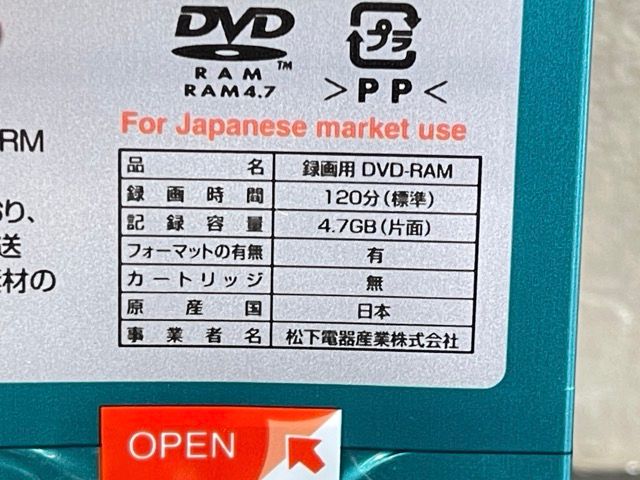 DVD
RAM™
RAM4.7
プラ
>PP<
For Japanese market use
RM
品名 録画用 DVD-RAM
録画時間 120分(標準)
記録容量 4.7GB(片面)
フォーマットの有無 有
カートリッジ 無
原産国 日本
事業者名 松下電器産業株式会社
り、
送
材の
OPEN